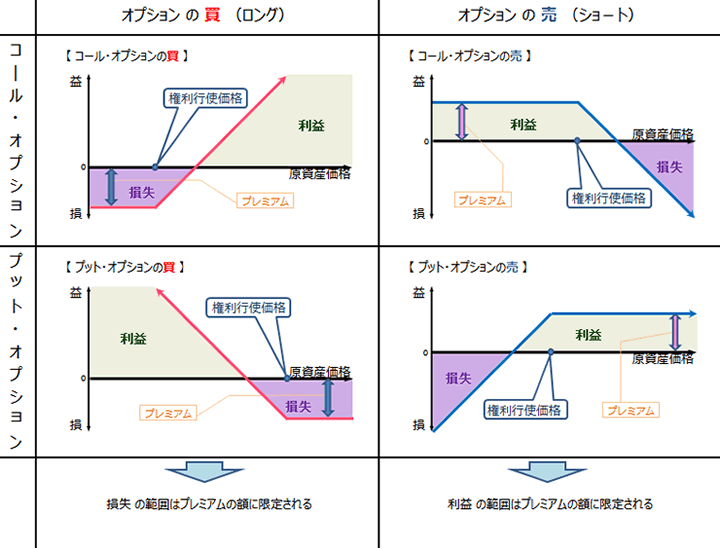 オプション の 買 （ロング）
オプション の 売 （ショート）
コール・オプション
【 コール・オプションの買 】
益
権利行使価格
利益
0
原資産価格
損失
プレミアム
損
【 コール・オプションの売 】
益
利益
原資産価格
0
損失
プレミアム
権利行使価格
損
プット・オプション
【 プット・オプションの買 】
益
権利行使価格
利益
原資産価格
0
損失
プレミアム
損
【 プット・オプションの売 】
益
利益
0
原資産価格
損失
権利行使価格
プレミアム
損
損失 の範囲はプレミアムの額に限定される
利益 の範囲はプレミアムの額に限定される